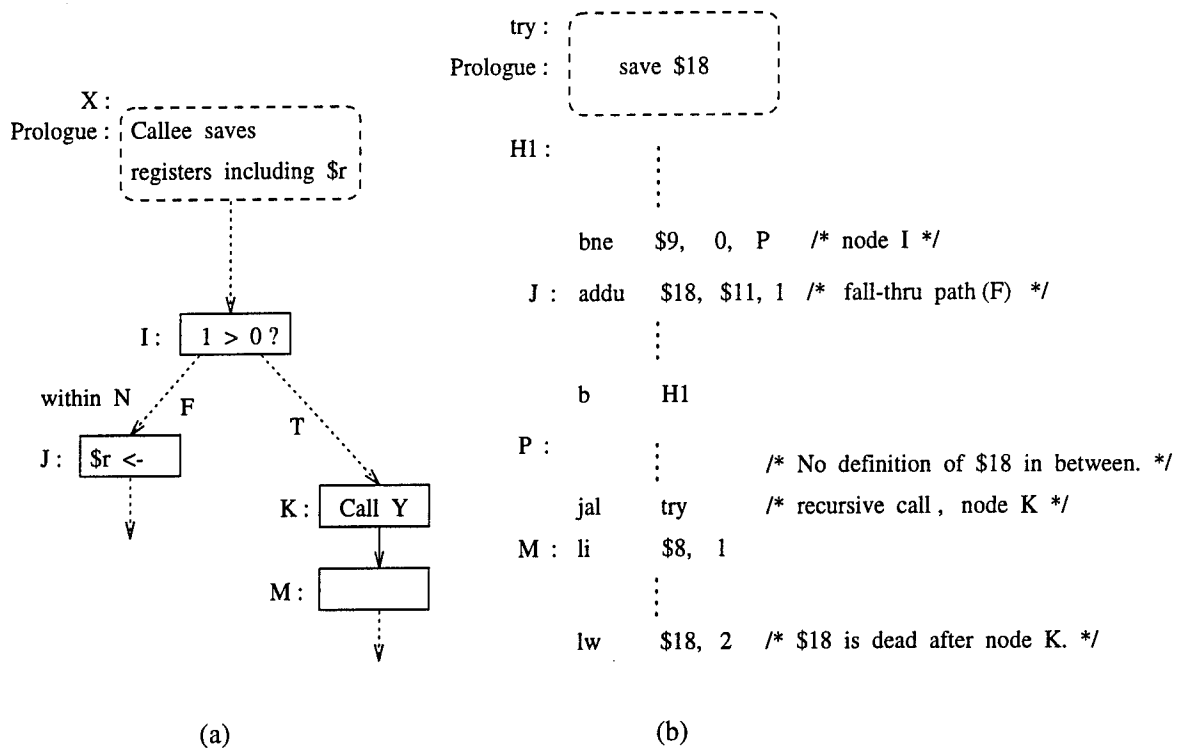 X :
Prologue : Callee saves
registers including $r
I : 1 > 0 ?
within N
F
T
J : $r <-
K : Call Y
M :
(a)
try :
Prologue : save $18
H1 :
bne $9, 0, P /* node I */
J : addu $18, $11, 1 /* fall-thru path (F) */
b H1
P :
/* No definition of $18 in between. */
jal try /* recursive call , node K */
M : li $8, 1
lw $18, 2 /* $18 is dead after node K. */
(b)